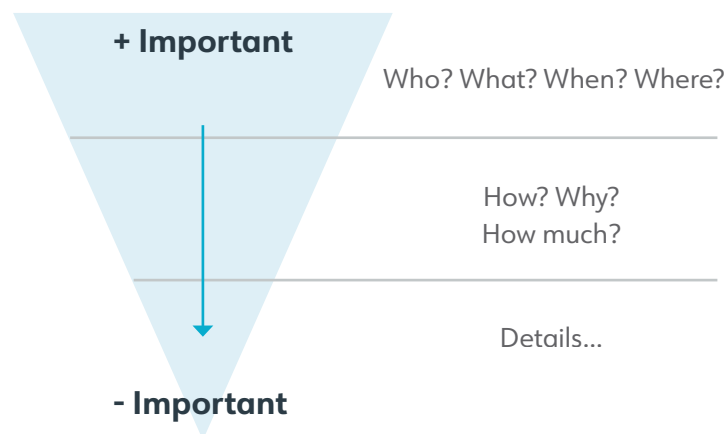 + Important
Who? What? When? Where?
How? Why?
How much?
Details...
- Important